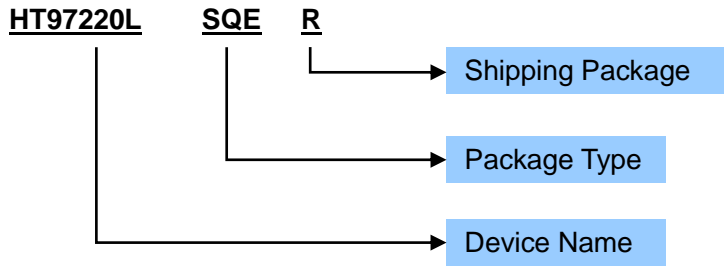 HT97220L SQE R
Shipping Package
Package Type
Device Name